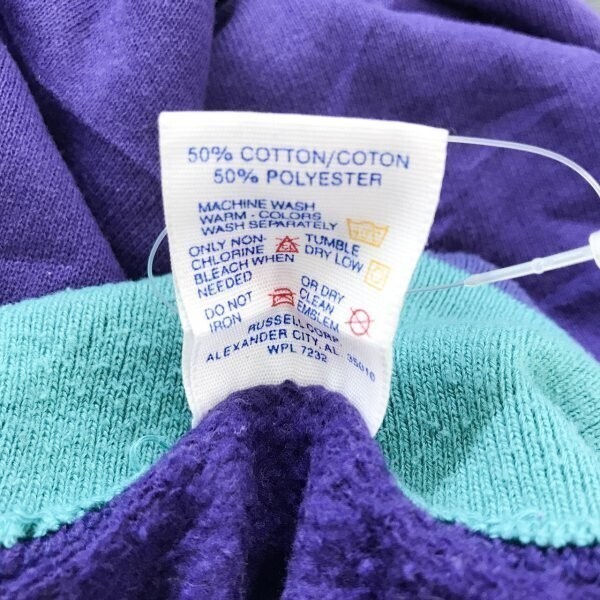 50% COTTON/COTON
50% POLYESTER
MACHINE WASH
WARM - COLORS
WASH SEPARATELY
ONLY NON-
CHLORINE
BLEACH WHEN
NEEDED
TUMBLE
DRY LOW
DO NOT
IRON
OR DRY
CLEAN
EMBLEM
RUSSELL CORP.
ALEXANDER CITY, AL 35010
WPL 7232